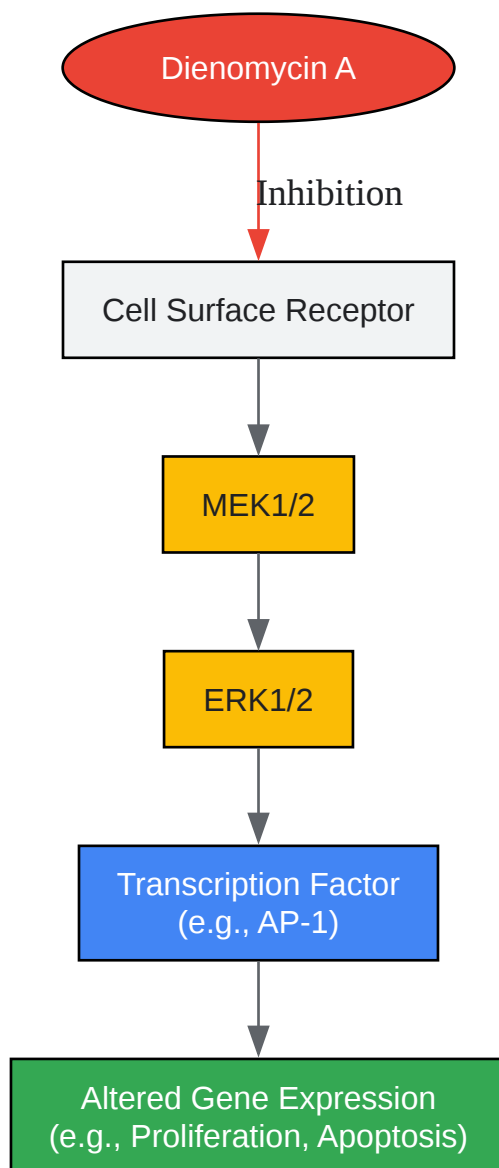 Dienomycin A
Inhibition
Cell Surface Receptor
MEK1/2
ERK1/2
Transcription Factor
(e.g., AP-1)
Altered Gene Expression
(e.g., Proliferation, Apoptosis)